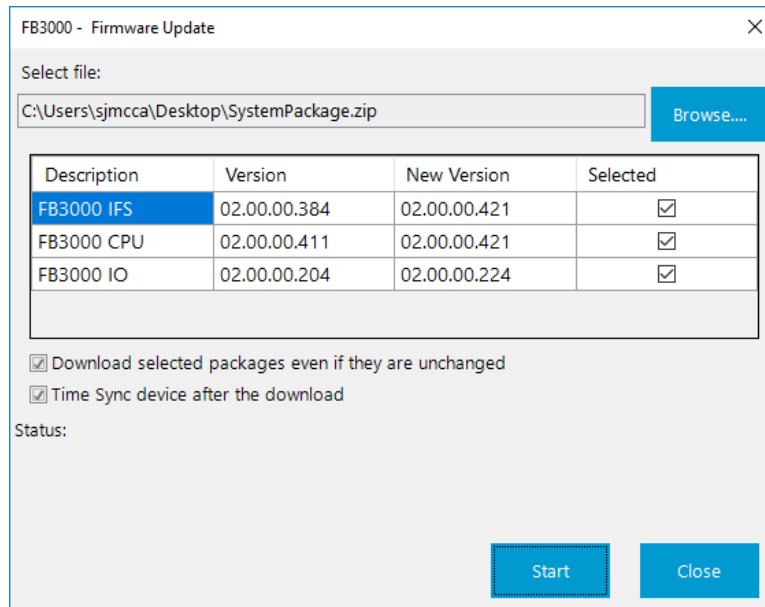 FB3000 - Firmware Update
Select file:
C:\Users\sjmcca\Desktop\SystemPackage.zip
Browse....
Description Version New Version Selected
FB3000 IFS 02.00.00.384 02.00.00.421
FB3000 CPU 02.00.00.411 02.00.00.421
FB3000 IO 02.00.00.204 02.00.00.224
Download selected packages even if they are unchanged
Time Sync device after the download
Status:
Start Close